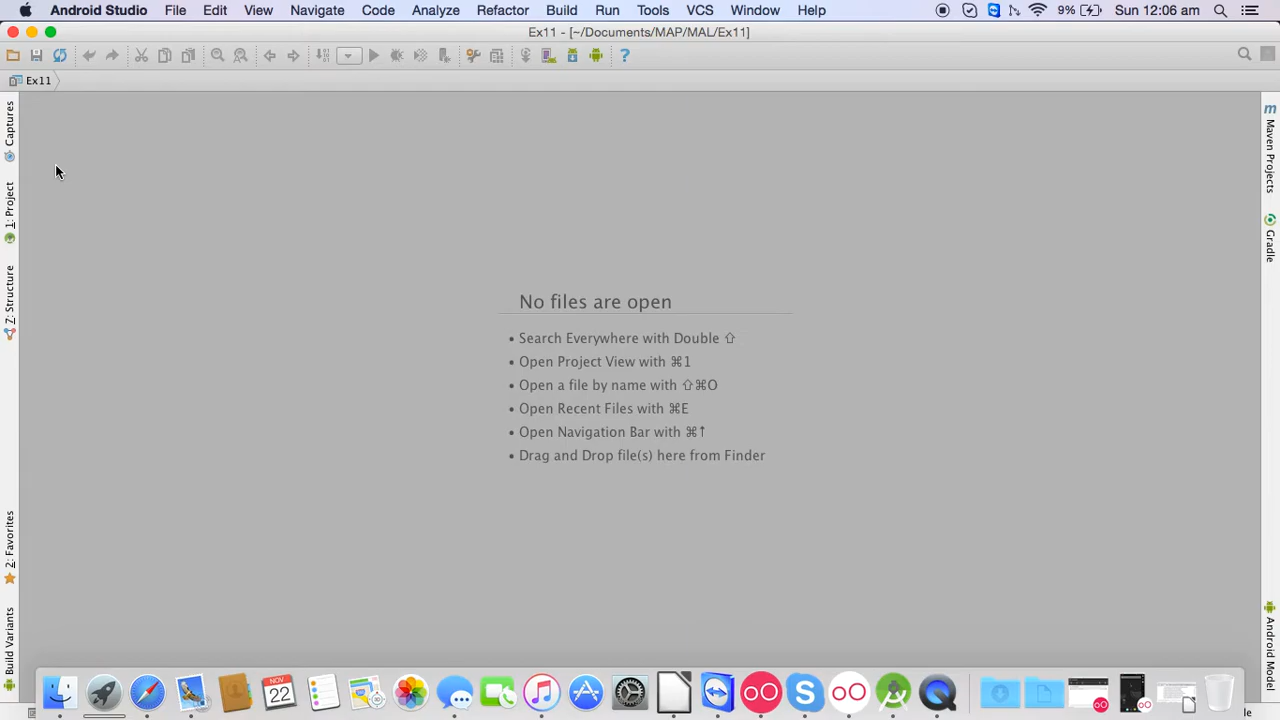 Android Studio File Edit View Navigate Code Analyze Refactor Build Run Tools VCS Window Help 9% Sun 12:06 am
Ex11 - [~/Documents/MAP/MAL/Ex11]
Ex11
Captures
1: Project
7: Structure
2: Favorites
Build Variants
No files are open
• Search Everywhere with Double ⇧
• Open Project View with ⌘1
• Open a file by name with ⇧⌘O
• Open Recent Files with ⌘E
• Open Navigation Bar with ⌘↑
• Drag and Drop file(s) here from Finder
Maven Projects
Gradle
Android Model
NOV
22